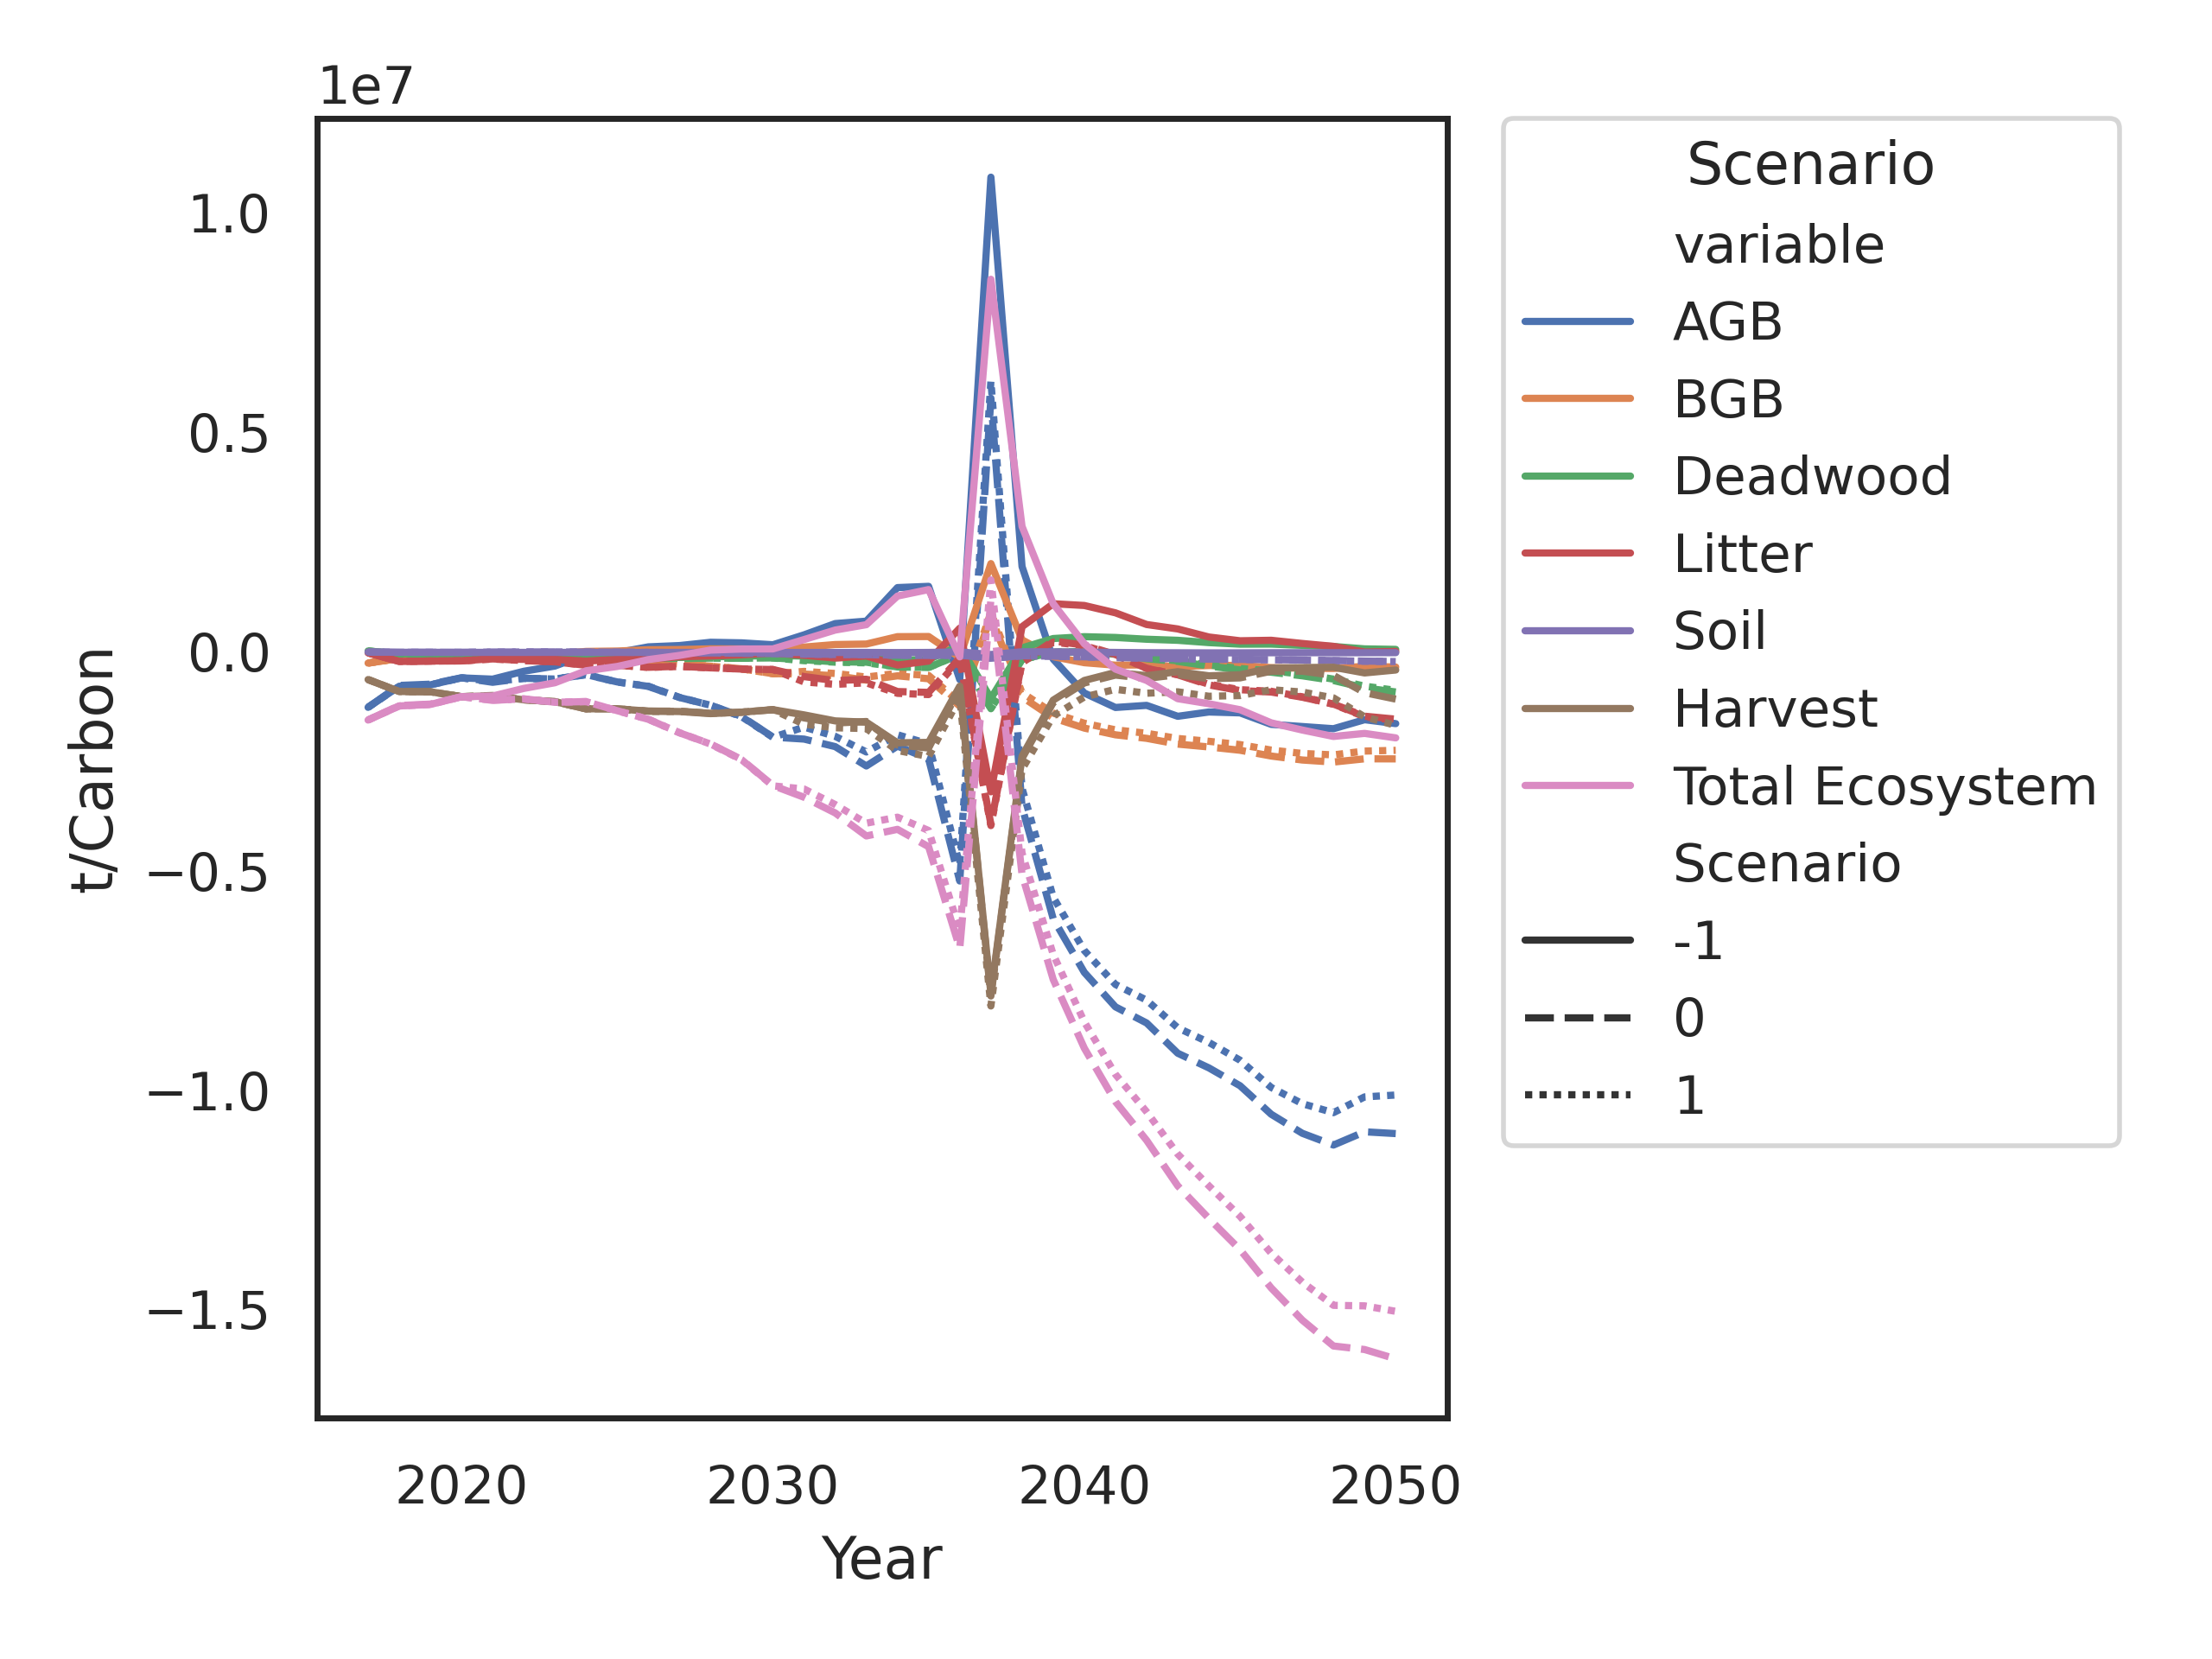 1e7
1.0
0.5
0.0
−0.5
−1.0
−1.5
t/Carbon
2020 2030 2040 2050
Year
Scenario
variable
AGB
BGB
Deadwood
Litter
Soil
Harvest
Total Ecosystem
Scenario
-1
0
1